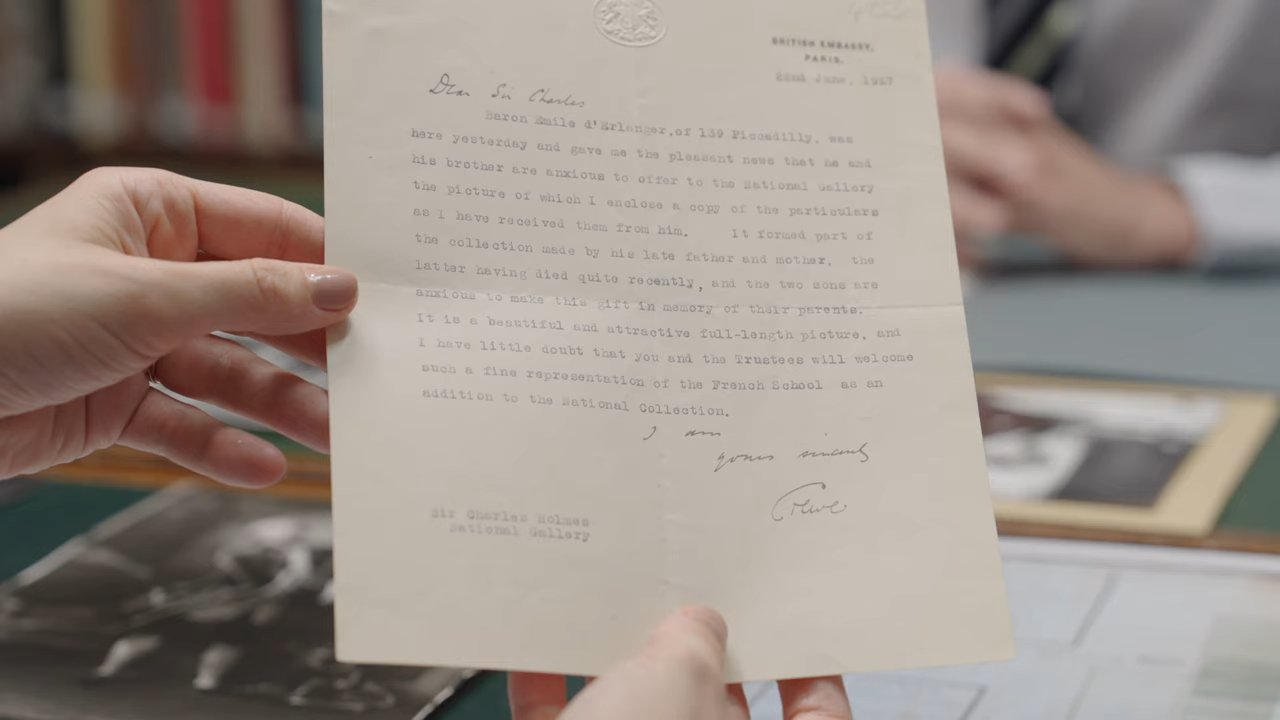 BRITISH EMBASSY,
PARIS.
22nd June, 1927
Dear Sir Charles
Baron Emile d'Erlanger,of 139 Piccadilly, was
here yesterday and gave me the pleasant news that he and
his brother are anxious to offer to the National Gallery
the picture of which I enclose a copy of the particulars
as I have received them from him. It formed part of
the collection made by his late father and mother, the
latter having died quite recently, and the two sons are
anxious to make this gift in memory of their parents.
It is a beautiful and attractive full-length picture, and
I have little doubt that you and the Trustees will welcome
such a fine representation of the French School as an
addition to the National Collection.
I am
yours sincerely
Crewe
Sir Charles Holmes
National Gallery